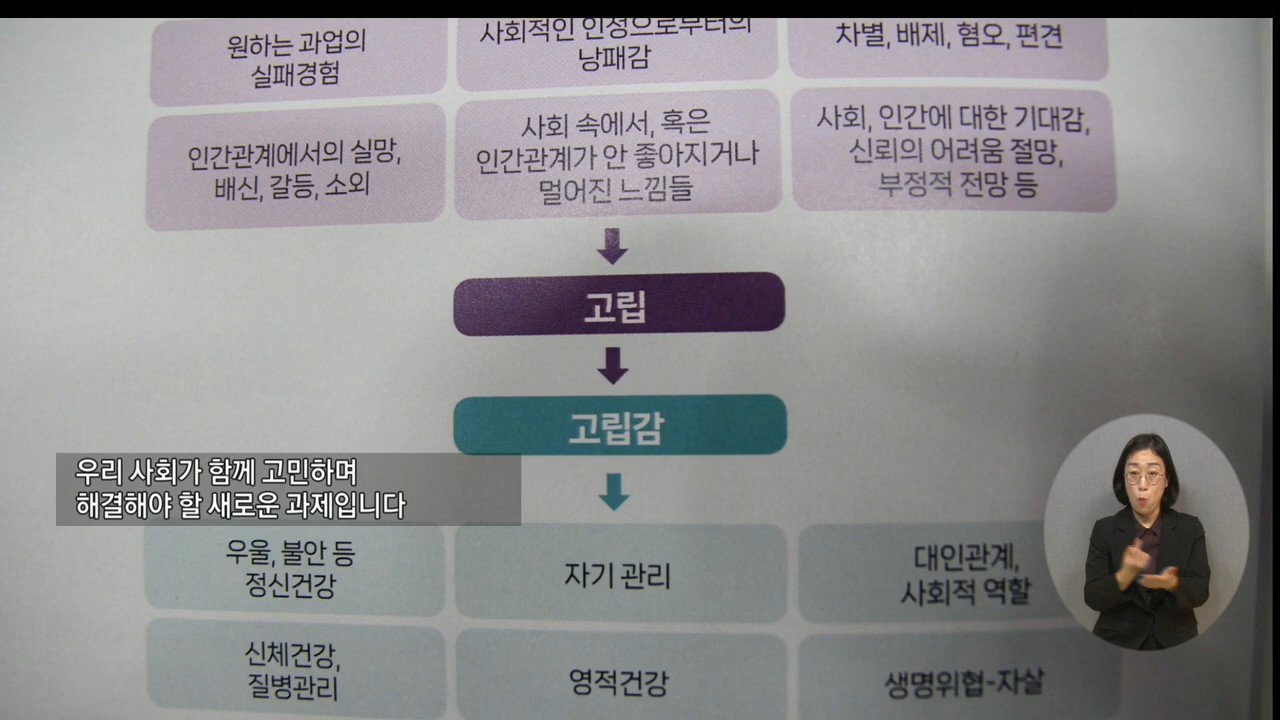 원하는 과업의
실패경험
사회적인 인정으로부터의
낭패감
차별, 배제, 혐오, 편견
인간관계에서의 실망,
배신, 갈등, 소외
사회 속에서, 혹은
인간관계가 안 좋아지거나
멀어진 느낌들
사회, 인간에 대한 기대감,
신뢰의 어려움 절망,
부정적 전망 등
고립
고립감
우리 사회가 함께 고민하며
해결해야 할 새로운 과제입니다
우울, 불안 등
정신건강
자기 관리
대인관계,
사회적 역할
신체건강,
질병관리
영적건강
생명위협-자살